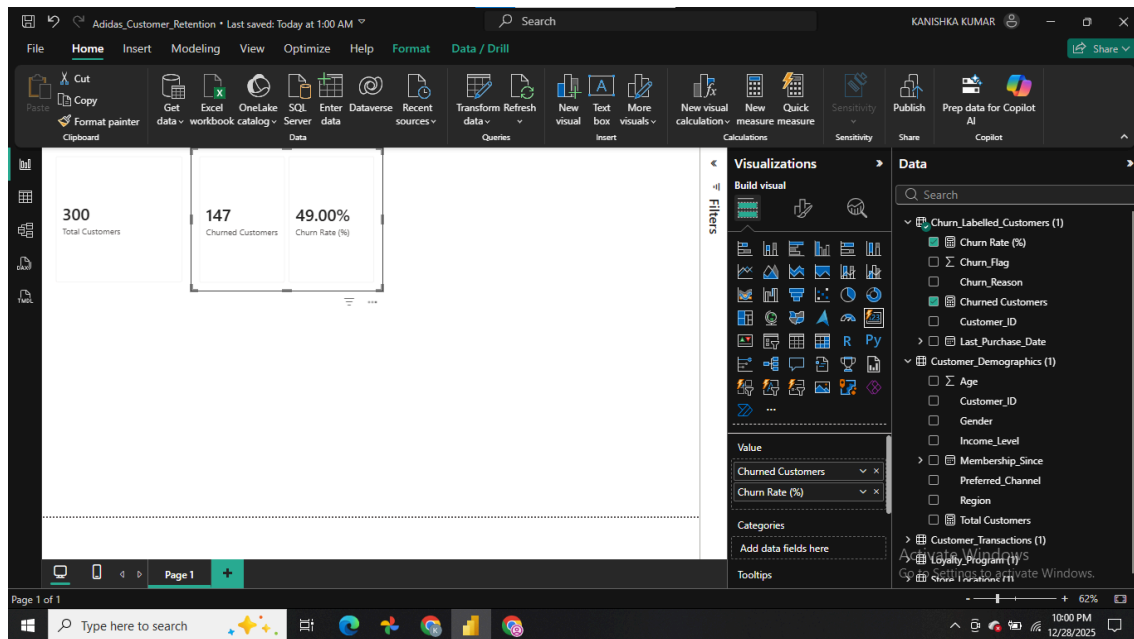 Adidas_Customer_Retention • Last saved: Today at 1:00 AM
Search
KANISHKA KUMAR
File Home Insert Modeling View Optimize Help Format Data / Drill
Share
Paste
Cut
Copy
Format painter
Clipboard
Get data
Excel workbook
OneLake catalog
SQL Server
Enter data
Dataverse
Recent sources
Data
Transform data
Refresh
Queries
New visual
Text box
More visuals
Insert
New visual calculation
New measure
Quick measure
Calculations
Sensitivity
Sensitivity
Publish
Share
Prep data for AI
Copilot
Copilot
300
Total Customers
147
Churned Customers
49.00%
Churn Rate (%)
Filters
Visualizations
Build visual
R
Py
Value
Churned Customers
Churn Rate (%)
Categories
Add data fields here
Tooltips
Data
Search
Churn_Labelled_Customers (1)
Churn Rate (%)
Churn_Flag
Churn_Reason
Churned Customers
Customer_ID
Last_Purchase_Date
Customer_Demographics (1)
Age
Customer_ID
Gender
Income_Level
Membership_Since
Preferred_Channel
Region
Total Customers
Customer_Transactions (1)
Loyalty_Program (1)
Store_Locations (1)
Activate Windows
Go to Settings to activate Windows.
DAX
TMDL
Page 1
Page 1 of 1
62%
Type here to search
10:00 PM
12/28/2025